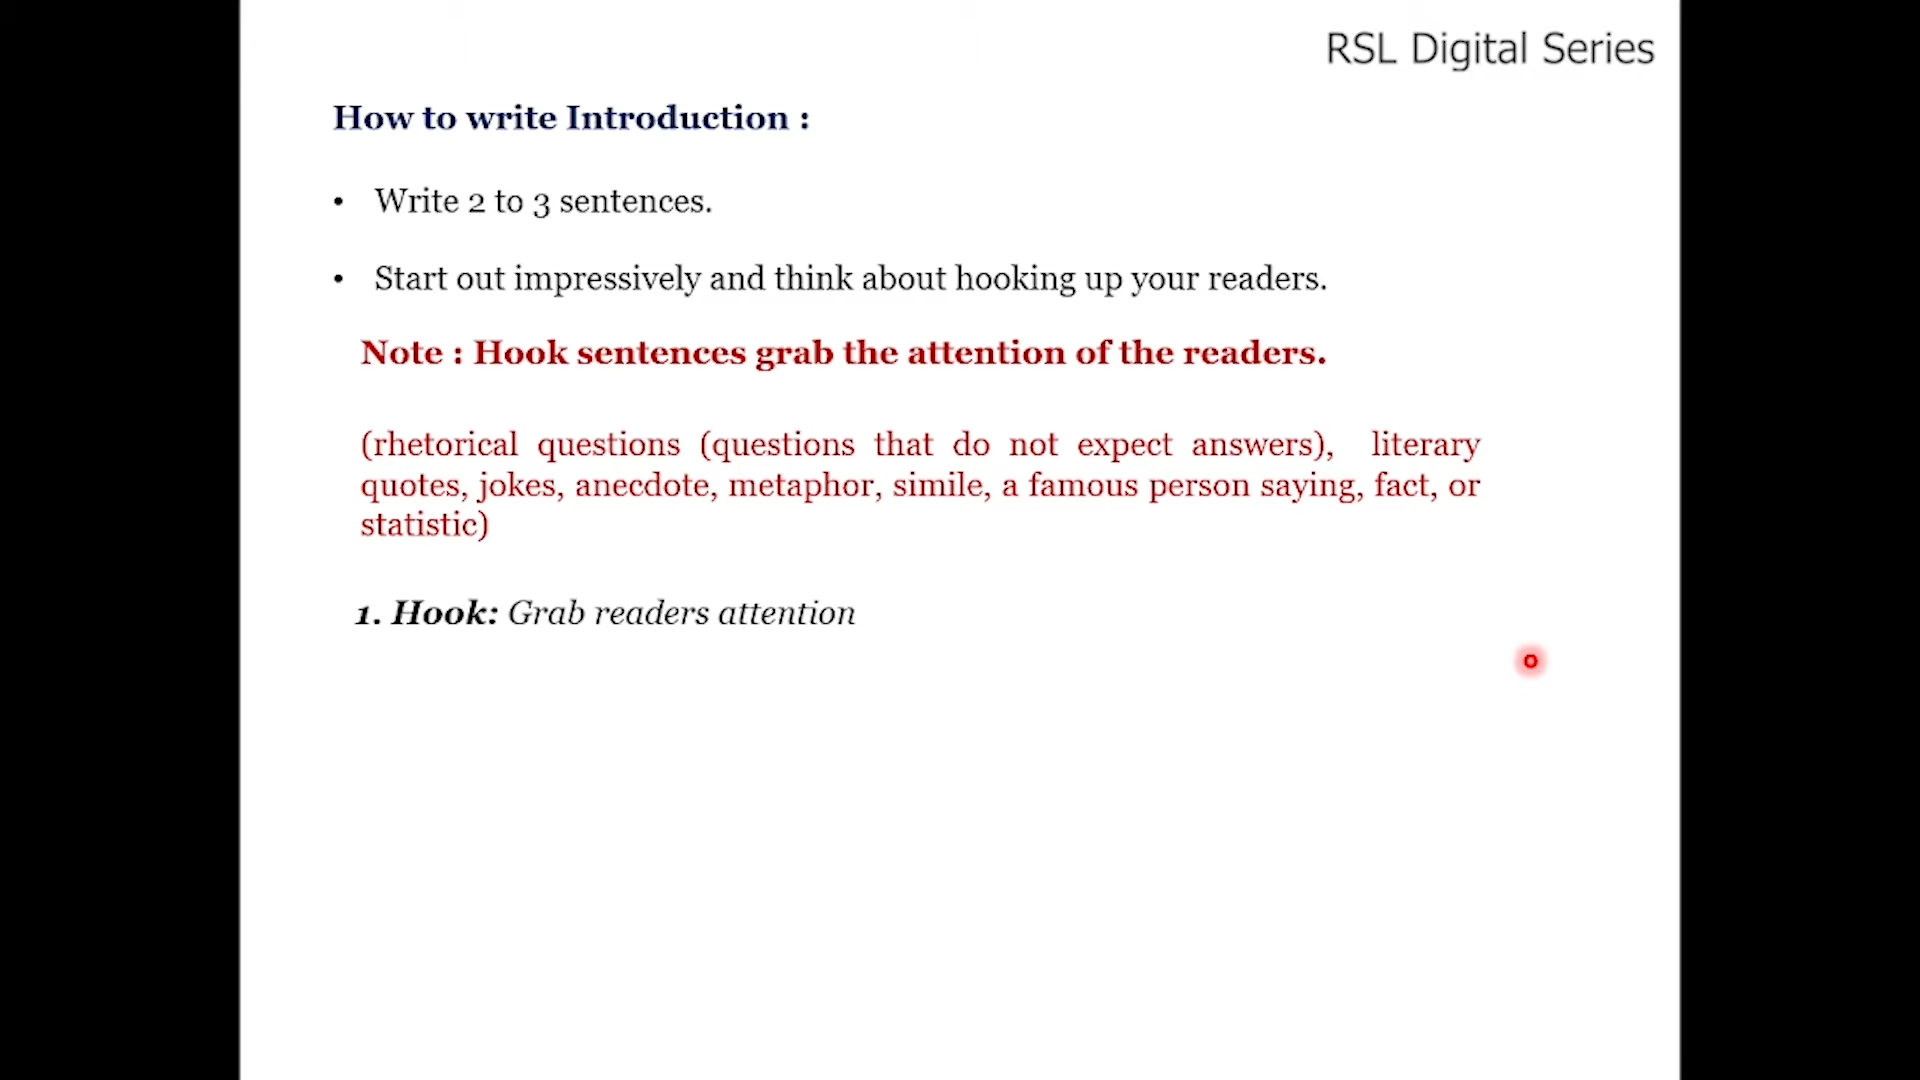 RSL Digital Series
How to write Introduction :
• Write 2 to 3 sentences.
• Start out impressively and think about hooking up your readers.
Note : Hook sentences grab the attention of the readers.
(rhetorical questions (questions that do not expect answers), literary
quotes, jokes, anecdote, metaphor, simile, a famous person saying, fact, or
statistic)
1. Hook: Grab readers attention